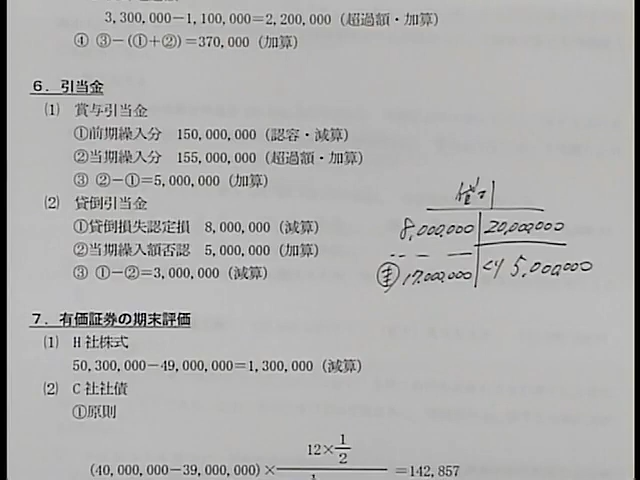 3,300,000−1,100,000=2,200,000（超過額・加算）
④ ③−(①+②)=370,000（加算）
6．引当金
(1) 賞与引当金
①前期繰入分 150,000,000（認容・減算）
②当期繰入分 155,000,000（超過額・加算）
③ ②−①=5,000,000（加算）
(2) 貸倒引当金
①貸倒損失認定損 8,000,000（減算）
②当期繰入額否認 5,000,000（加算）
③ ①−②=3,000,000（減算）
8,000,000 20,000,000
17,000,000 5,000,000
7．有価証券の期末評価
(1) H社株式
50,300,000−49,000,000=1,300,000（減算）
(2) C社社債
①原則
12×1/2
(40,000,000−39,000,000)× =142,857